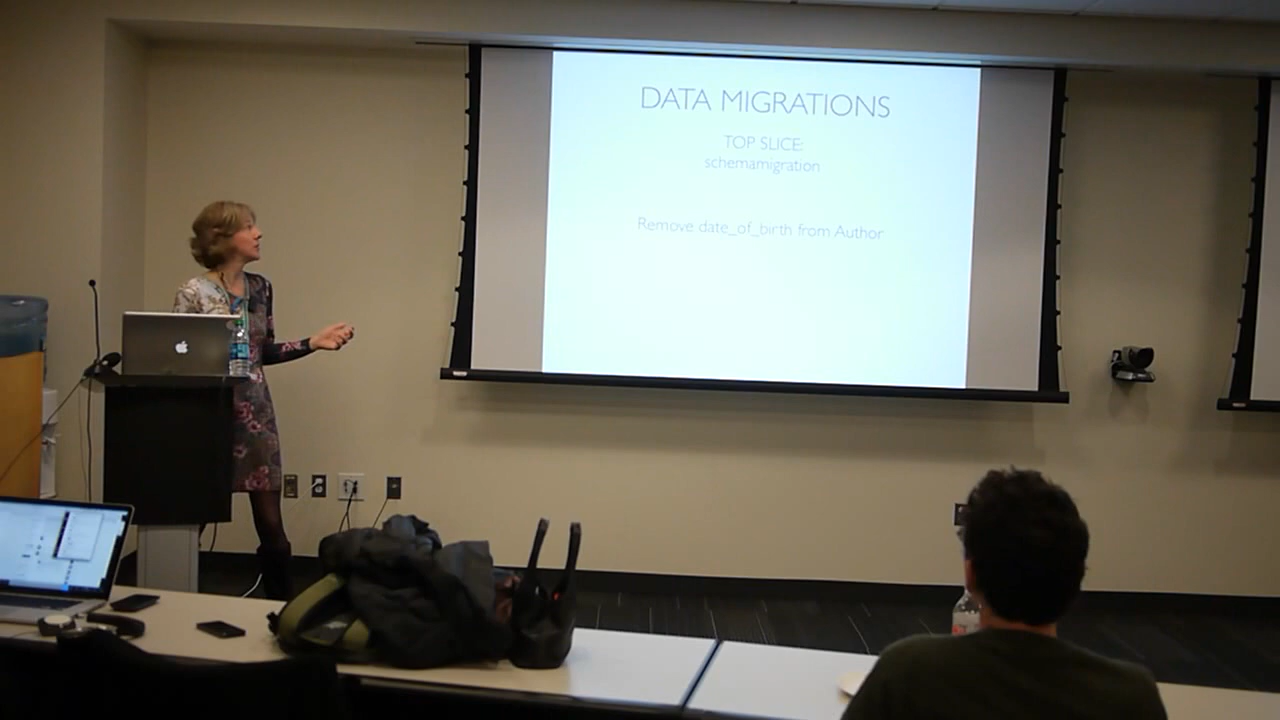 DATA MIGRATIONS
TOP SLICE:
schemamigration
Remove date_of_birth from Author